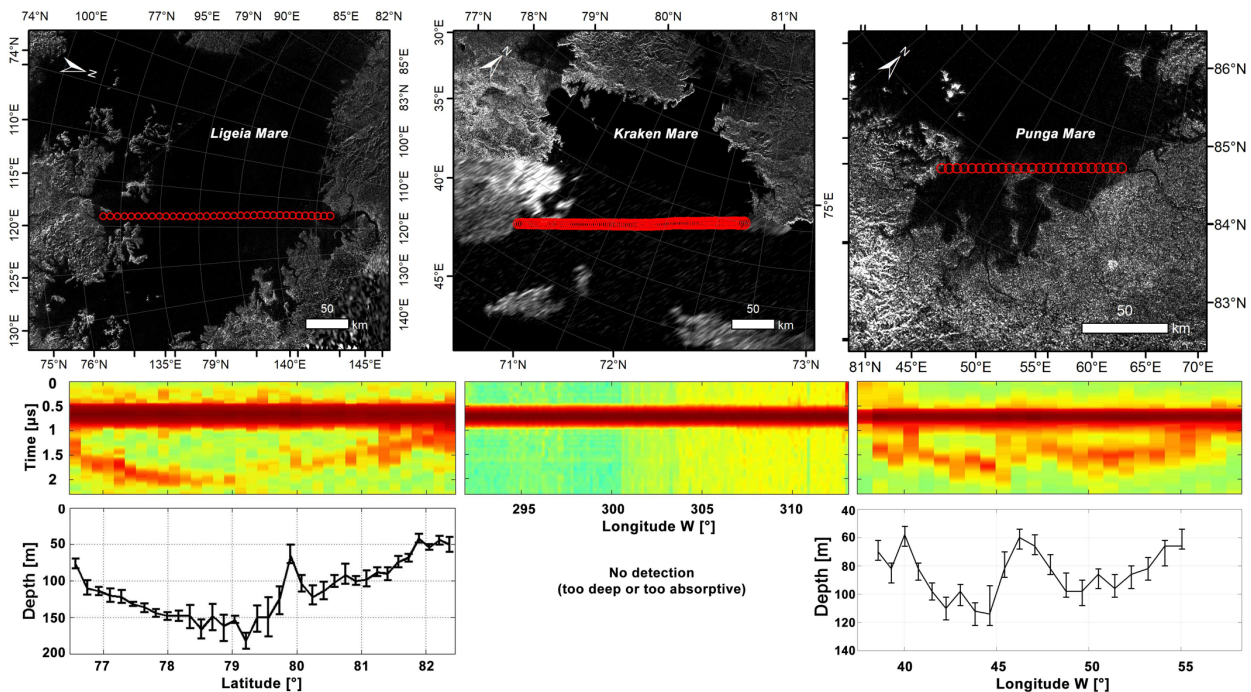 74°N 100°E 77°N 95°E 79°N 90°E 85°E 82°N
77°N 78°N 79°N 80°N 81°N
74°N
110°E
115°E
120°E
125°E
130°E
85°E
83°N
90°E
100°E
110°E
120°E
130°E
140°E
N
Ligeia Mare
50
km
75°N 76°N 135°E 79°N 140°E 145°E
30°E
35°E
40°E
45°E
75°E
N
Kraken Mare
50
km
71°N 72°N 73°N
86°N
85°N
84°N
83°N
N
Punga Mare
50
km
81°N 45°E 50°E 55°E 60°E 65°E 70°E
Time [µs]
0
0.5
1
1.5
2
295 300 305 310
Longitude W [°]
No detection
(too deep or too absorptive)
Depth [m]
0
50
100
150
200
77 78 79 80 81 82
Latitude [°]
Depth [m]
40
60
80
100
120
140
40 45 50 55
Longitude W [°]